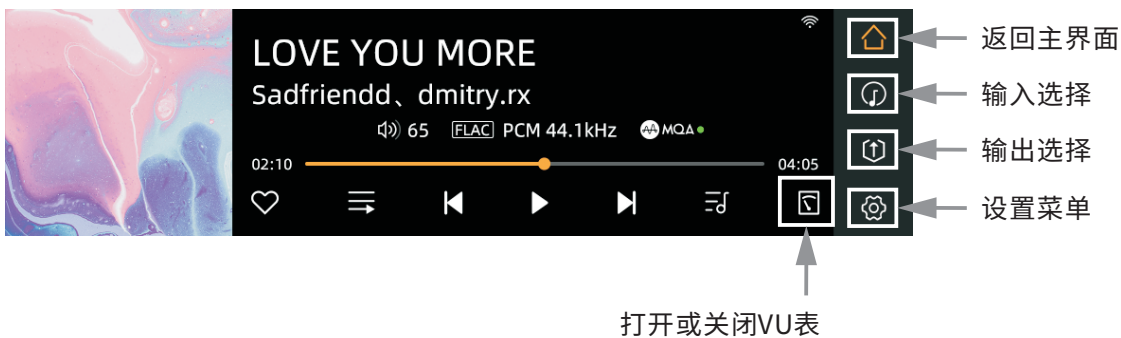 LOVE YOU MORE
Sadfriendd、dmitry.rx
65 FLAC PCM 44.1kHz MQA
02:10 04:05
返回主界面
输入选择
输出选择
设置菜单
打开或关闭VU表